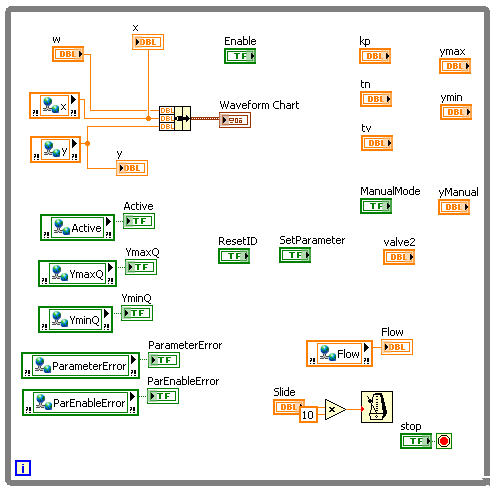 x
w
DBL
Enable
kp
ymax
DBL
TF
DBL
DBL
tn
ymin
x
DBL
DBL
DBL
DBL
DBL
Waveform Chart
tv
y
DBL
y
DBL
ManualMode
yManual
Active
TF
DBL
TF
Active
ResetID
SetParameter
valve2
YmaxQ
TF
TF
TF
DBL
YmaxQ
YminQ
TF
YminQ
Flow
ParameterError
Flow
DBL
TF
ParameterError
ParEnableError
Slide
TF
ParEnableError
DBL
10
x
stop
TF
i